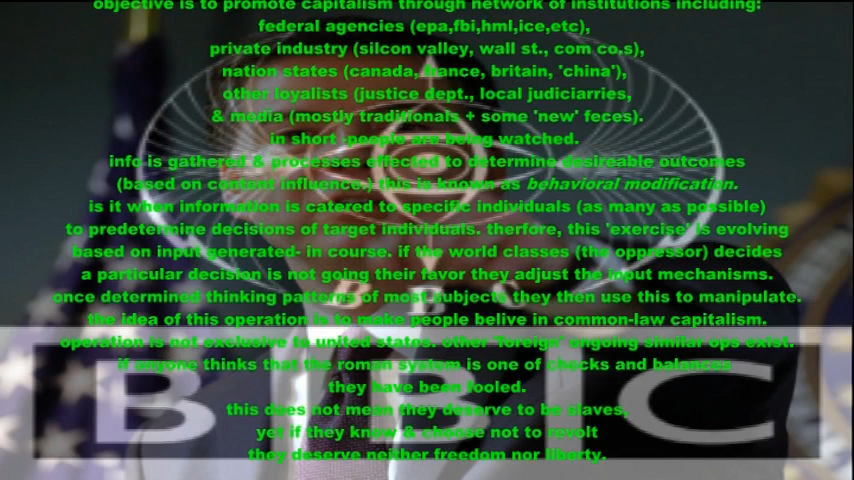 objective is to promote capitalism through network of institutions including:
federal agencies (epa,fbi,hml,ice,etc),
private industry (silcon valley, wall st., com co.s),
nation states (canada, france, britain, 'china'),
other loyalists (justice dept., local judiciarries,
& media (mostly traditionals + some 'new' feces).
in short -people are being watched.
info is gathered & processes effected to determine desireable outcomes
(based on content influence.) this is known as behavioral modification.
is it when information is catered to specific individuals (as many as possible)
to predetermine decisions of target individuals. therfore, this 'exercise' is evolving
based on input generated- in course. if the world classes (the oppressor) decides
a particular decision is not going their favor they adjust the input mechanisms.
once determined thinking patterns of most subjects they then use this to manipulate.
the idea of this operation is to make people belive in common-law capitalism.
operation is not exclusive to united states. other 'foreign' ongoing similar ops exist.
if anyone thinks that the roman system is one of checks and balances
they have been fooled.
this does not mean they deserve to be slaves,
yet if they know & choose not to revolt
they deserve neither freedom nor liberty.
B B C